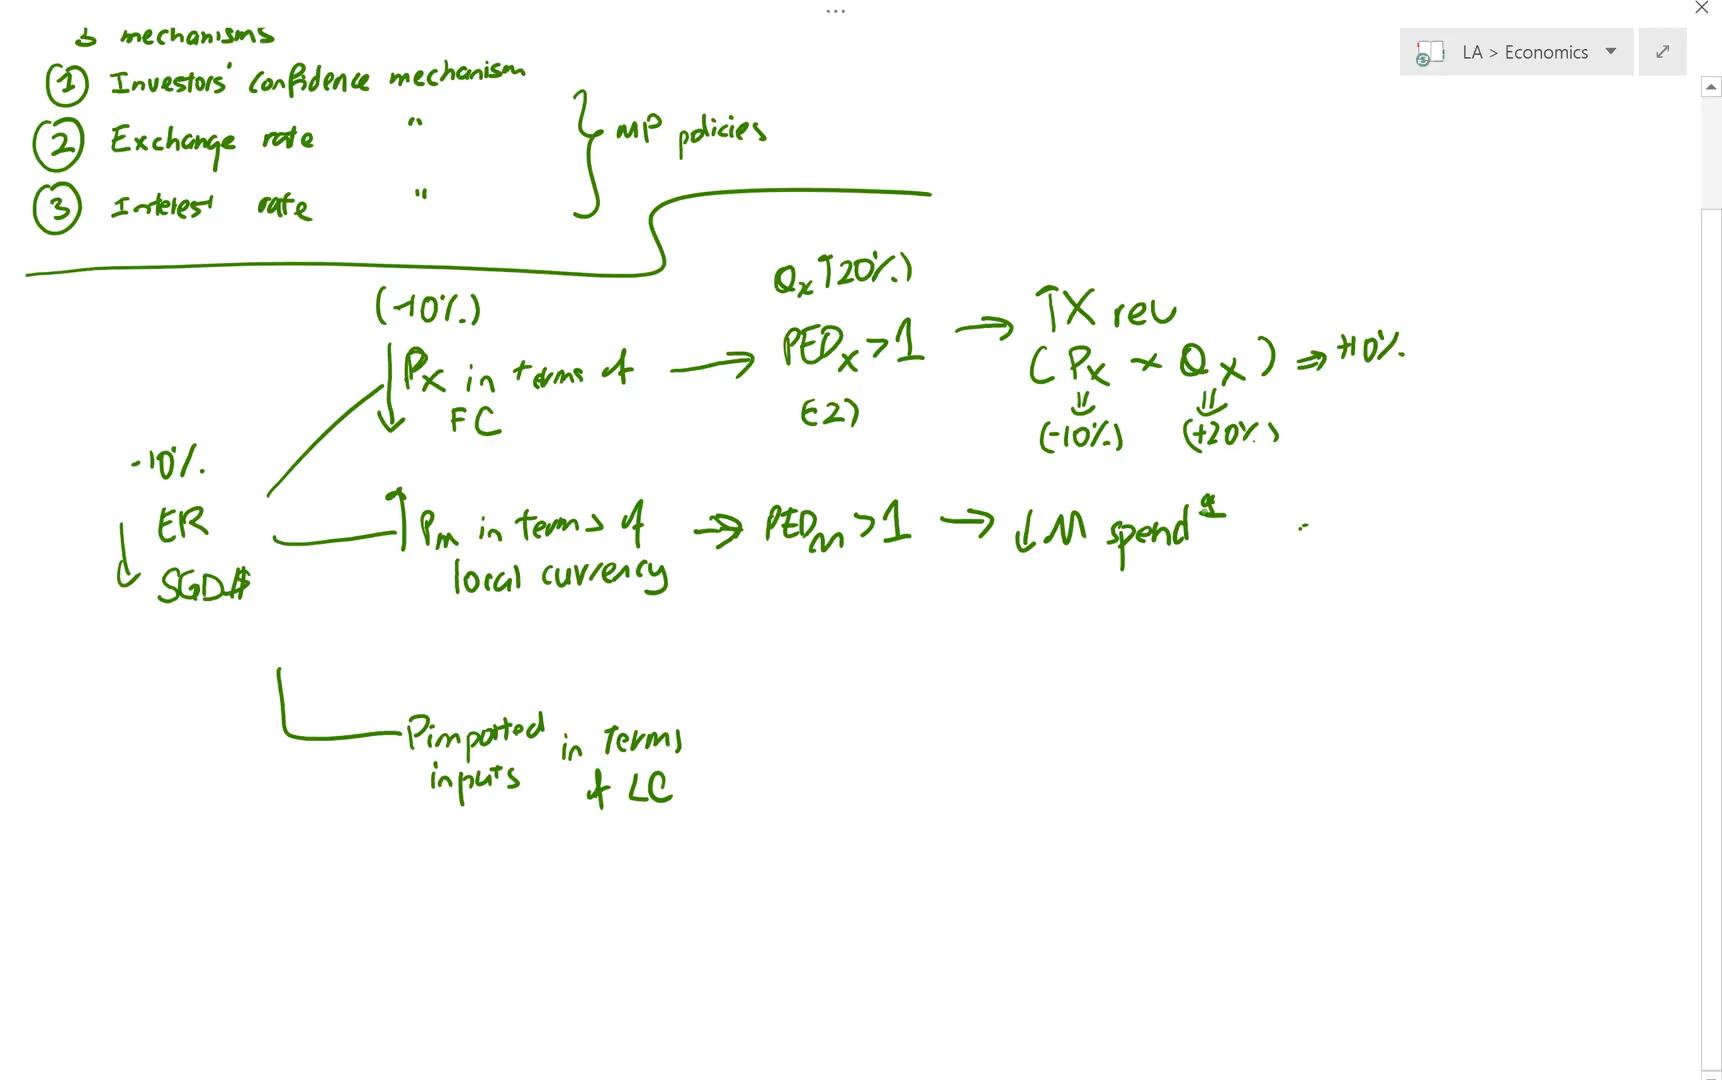 LA > Economics
3 mechanisms
① Investors' confidence mechanism
② Exchange rate "
③ Interest rate "
MP policies
(-10%)
Qx ↑20%)
↓ Px in terms of FC → PEDx > 1 → ↑X rev
(=2)
(Px × Qx) ⇒ +10%
(-10%) (+20%)
-10%
↓ ER
SGD$
↑ Pm in terms of → PEDm > 1 → ↓ M spend
local currency
Pimported in terms
inputs of LC